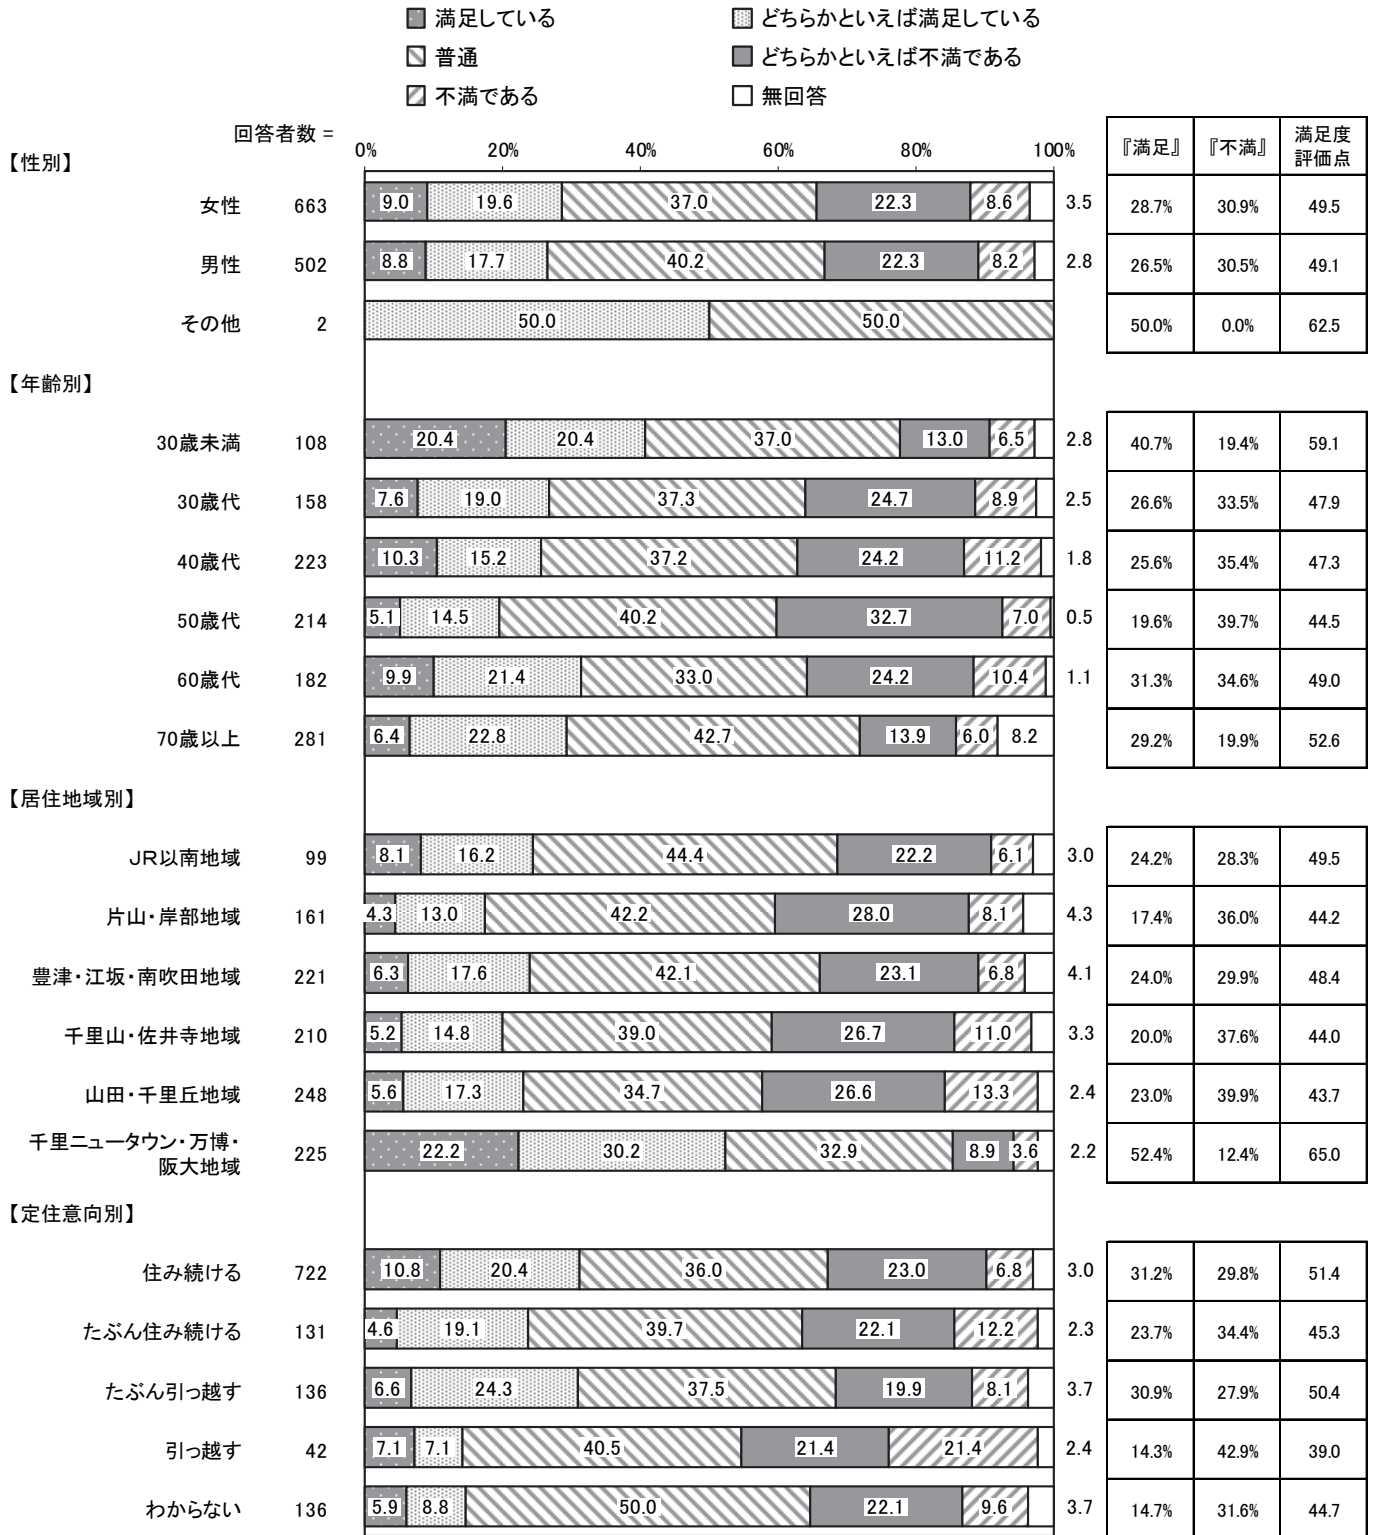 満足している どちらかといえば満足している
普通 どちらかといえば不満である
不満である 無回答
回答者数 = 0% 20% 40% 60% 80% 100% 『満足』 『不満』 満足度評価点
【性別】
女性 663 9.0 19.6 37.0 22.3 8.6 3.5 28.7% 30.9% 49.5
男性 502 8.8 17.7 40.2 22.3 8.2 2.8 26.5% 30.5% 49.1
その他 2 50.0 50.0 50.0% 0.0% 62.5
【年齢別】
30歳未満 108 20.4 20.4 37.0 13.0 6.5 2.8 40.7% 19.4% 59.1
30歳代 158 7.6 19.0 37.3 24.7 8.9 2.5 26.6% 33.5% 47.9
40歳代 223 10.3 15.2 37.2 24.2 11.2 1.8 25.6% 35.4% 47.3
50歳代 214 5.1 14.5 40.2 32.7 7.0 0.5 19.6% 39.7% 44.5
60歳代 182 9.9 21.4 33.0 24.2 10.4 1.1 31.3% 34.6% 49.0
70歳以上 281 6.4 22.8 42.7 13.9 6.0 8.2 29.2% 19.9% 52.6
【居住地域別】
JR以南地域 99 8.1 16.2 44.4 22.2 6.1 3.0 24.2% 28.3% 49.5
片山・岸部地域 161 4.3 13.0 42.2 28.0 8.1 4.3 17.4% 36.0% 44.2
豊津・江坂・南吹田地域 221 6.3 17.6 42.1 23.1 6.8 4.1 24.0% 29.9% 48.4
千里山・佐井寺地域 210 5.2 14.8 39.0 26.7 11.0 3.3 20.0% 37.6% 44.0
山田・千里丘地域 248 5.6 17.3 34.7 26.6 13.3 2.4 23.0% 39.9% 43.7
千里ニュータウン・万博・
阪大地域 225 22.2 30.2 32.9 8.9 3.6 2.2 52.4% 12.4% 65.0
【定住意向別】
住み続ける 722 10.8 20.4 36.0 23.0 6.8 3.0 31.2% 29.8% 51.4
たぶん住み続ける 131 4.6 19.1 39.7 22.1 12.2 2.3 23.7% 34.4% 45.3
たぶん引っ越す 136 6.6 24.3 37.5 19.9 8.1 3.7 30.9% 27.9% 50.4
引っ越す 42 7.1 7.1 40.5 21.4 21.4 2.4 14.3% 42.9% 39.0
わからない 136 5.9 8.8 50.0 22.1 9.6 3.7 14.7% 31.6% 44.7